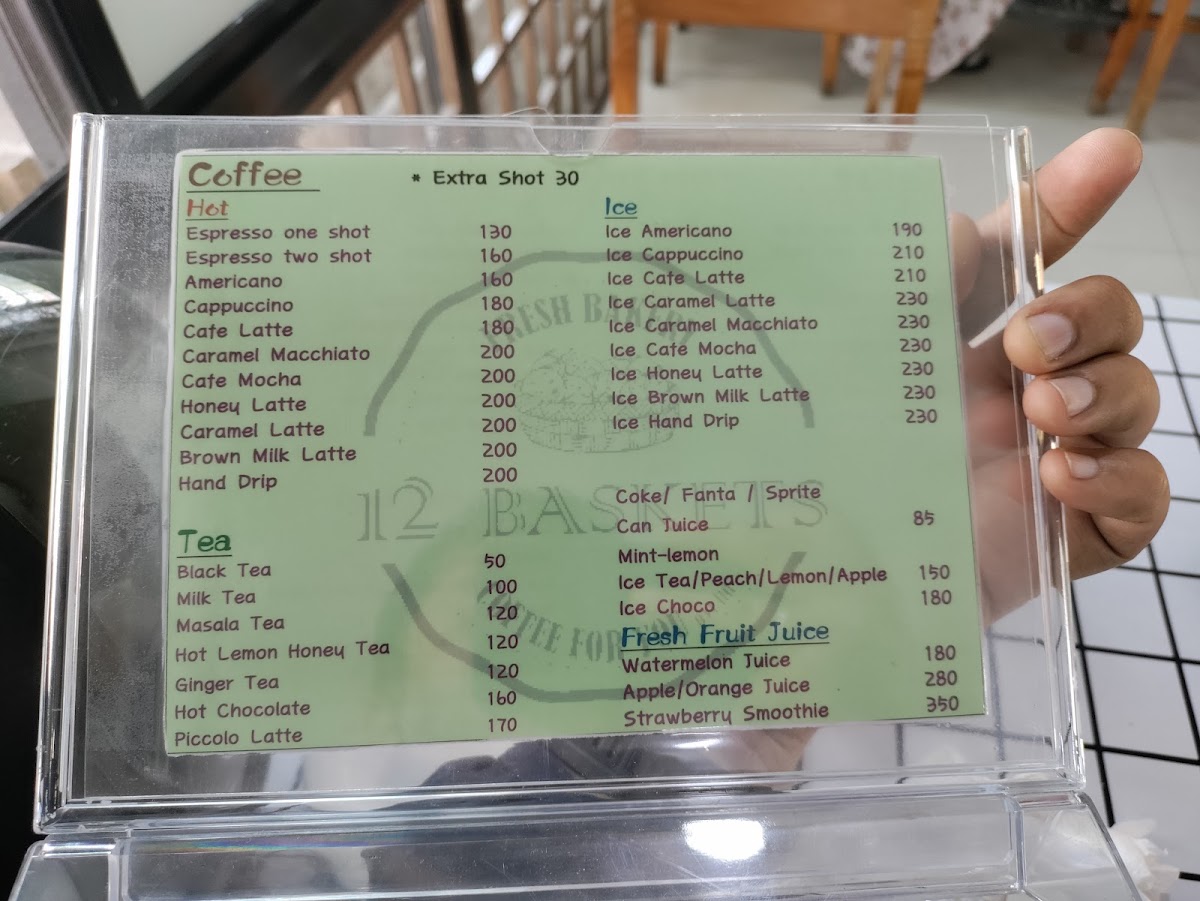 Coffee
* Extra Shot 30
Hot
Espresso one shot 130
Espresso two shot 160
Americano 160
Cappuccino 180
Cafe Latte 180
Caramel Macchiato 200
Cafe Mocha 200
Honey Latte 200
Caramel Latte 200
Brown Milk Latte 200
Hand Drip 200
Tea
Black Tea 50
Milk Tea 100
Masala Tea 120
Hot Lemon Honey Tea 120
Ginger Tea 120
Hot Chocolate 160
Piccolo Latte 170
Ice
Ice Americano 190
Ice Cappuccino 210
Ice Cafe Latte 210
Ice Caramel Latte 230
Ice Caramel Macchiato 230
Ice Cafe Mocha 230
Ice Honey Latte 230
Ice Brown Milk Latte 230
Ice Hand Drip 230
Coke/ Fanta / Sprite
Can Juice 85
Mint-lemon
Ice Tea/Peach/Lemon/Apple 150
Ice Choco 180
Fresh Fruit Juice
Watermelon Juice 180
Apple/Orange Juice 280
Strawberry Smoothie 350
FRESH BAKERY
12 BASKETS
COFFEE FOR YOU